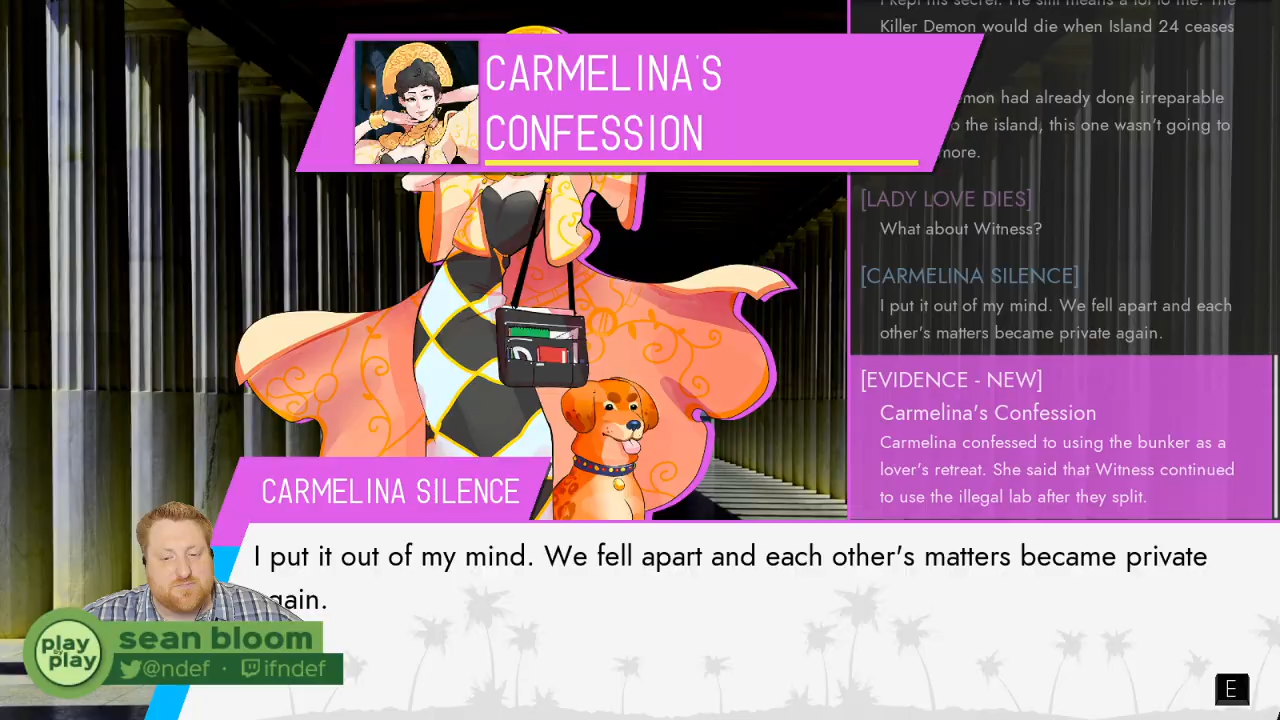 I kept his secret. He still means a lot to me. The
Killer Demon would die when Island 24 ceases
emon had already done irreparable
the island, this one wasn't going to
more.
CARMELINA'S
CONFESSION
[LADY LOVE DIES]
What about Witness?
[CARMELINA SILENCE]
I put it out of my mind. We fell apart and each
other's matters became private again.
[EVIDENCE - NEW]
Carmelina's Confession
Carmelina confessed to using the bunker as a
lover's retreat. She said that Witness continued
to use the illegal lab after they split.
CARMELINA SILENCE
I put it out of my mind. We fell apart and each other's matters became private
gain.
play
by
play
sean bloom
@ndef · ifndef
E